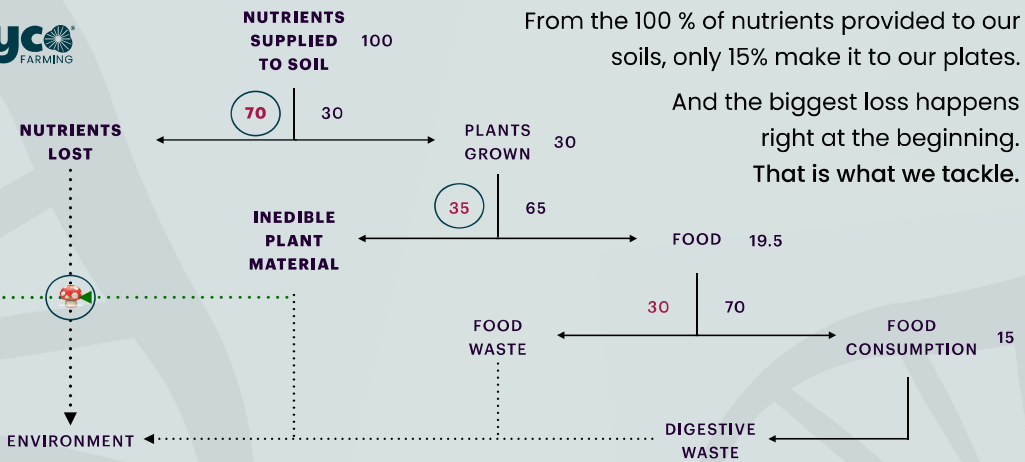 yco
FARMING
From the 100 % of nutrients provided to our
soils, only 15% make it to our plates.
And the biggest loss happens
right at the beginning.
That is what we tackle.
NUTRIENTS
SUPPLIED 100
TO SOIL
70 30
NUTRIENTS
LOST
PLANTS
GROWN 30
35 65
INEDIBLE
PLANT
MATERIAL
FOOD 19.5
30 70
FOOD
WASTE
FOOD
CONSUMPTION 15
ENVIRONMENT
DIGESTIVE
WASTE